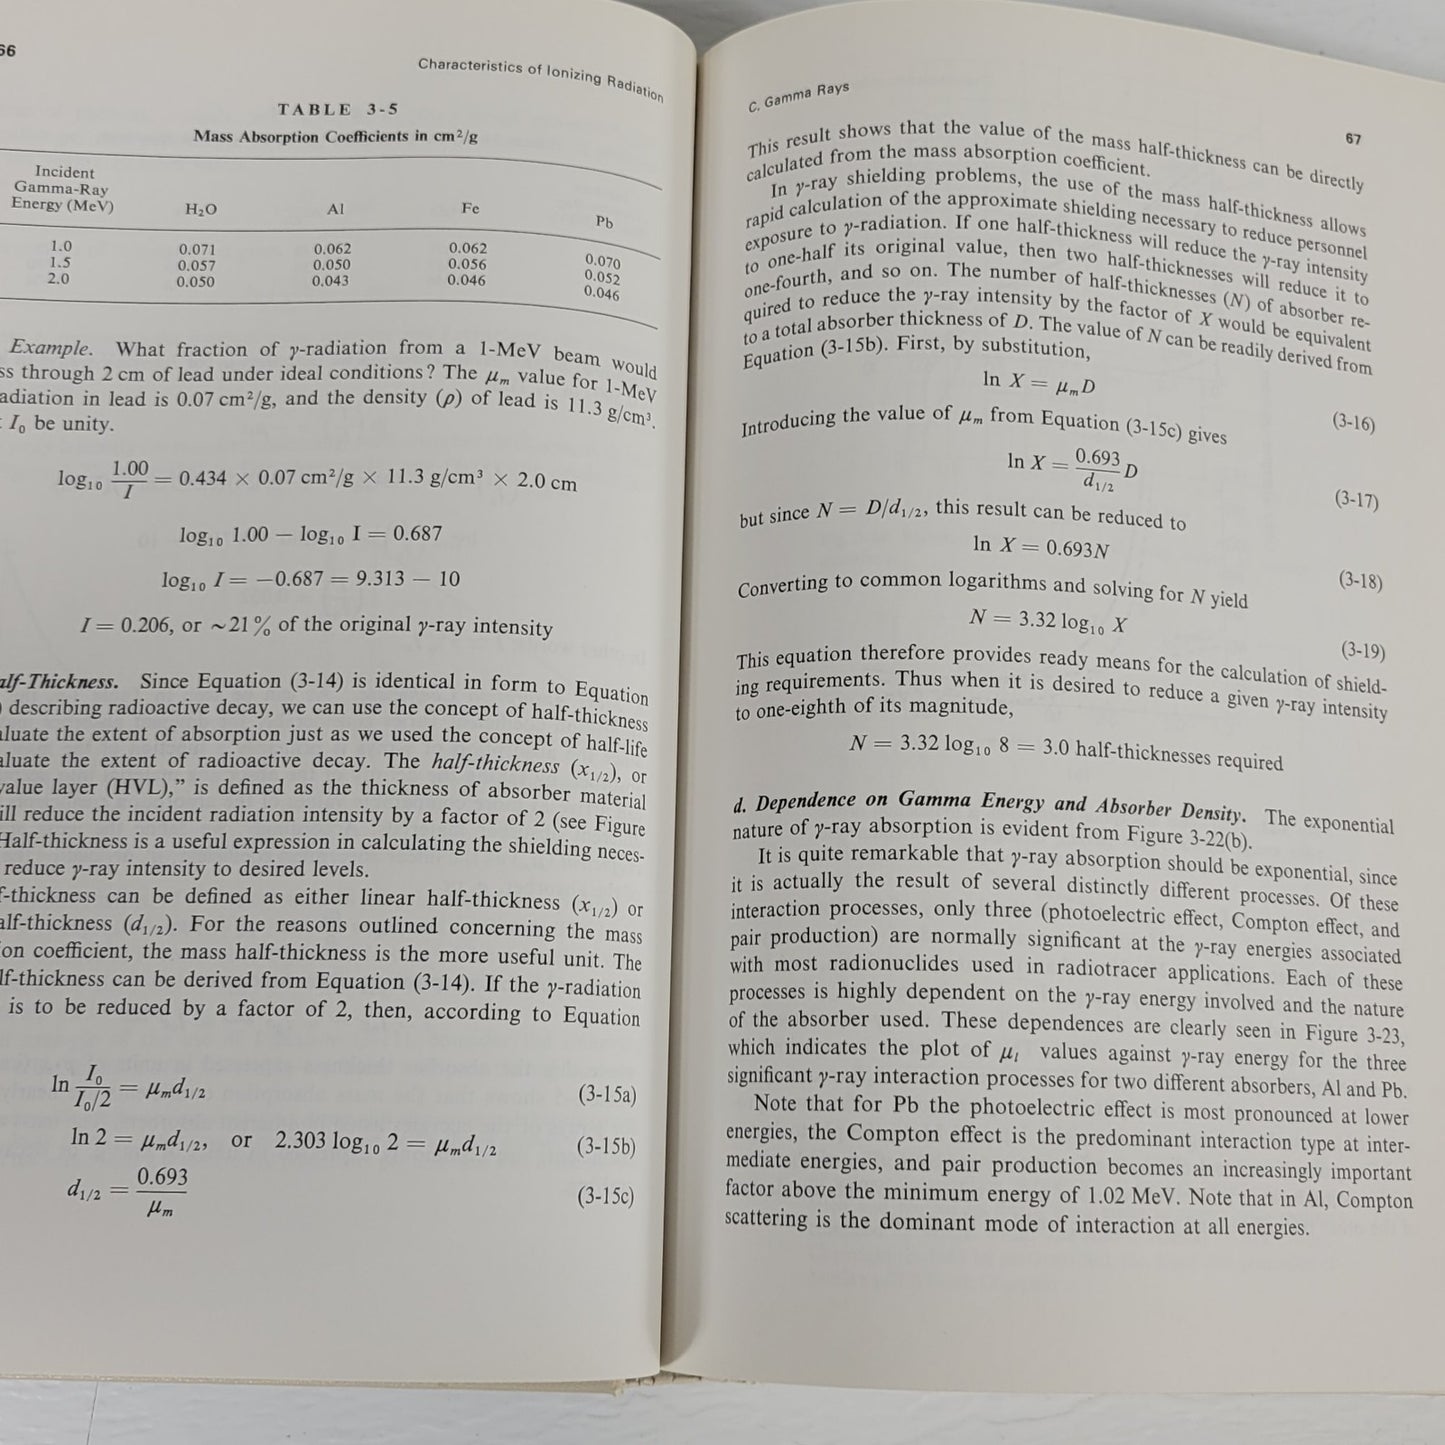 66
Characteristics of Ionizing Radiation
TABLE 3-5
Mass Absorption Coefficients in cm²/g
Incident
Gamma-Ray
Energy (MeV) H₂O Al Fe Pb
1.0 0.071 0.062 0.062 0.070
1.5 0.057 0.050 0.056 0.052
2.0 0.050 0.043 0.046 0.046
Example. What fraction of γ-radiation from a 1-MeV beam would
ss through 2 cm of lead under ideal conditions? The μₘ value for 1-MeV
adiation in lead is 0.07 cm²/g, and the density (ρ) of lead is 11.3 g/cm³.
I₀ be unity.
log₁₀ 1.00/I = 0.434 × 0.07 cm²/g × 11.3 g/cm³ × 2.0 cm
log₁₀ 1.00 − log₁₀ I = 0.687
log₁₀ I = −0.687 = 9.313 − 10
I = 0.206, or ~21% of the original γ-ray intensity
alf-Thickness. Since Equation (3-14) is identical in form to Equation
) describing radioactive decay, we can use the concept of half-thickness
aluate the extent of absorption just as we used the concept of half-life
aluate the extent of radioactive decay. The half-thickness (x₁/₂), or
value layer (HVL),” is defined as the thickness of absorber material
ill reduce the incident radiation intensity by a factor of 2 (see Figure
Half-thickness is a useful expression in calculating the shielding neces-
reduce γ-ray intensity to desired levels.
f-thickness can be defined as either linear half-thickness (x₁/₂) or
alf-thickness (d₁/₂). For the reasons outlined concerning the mass
on coefficient, the mass half-thickness is the more useful unit. The
lf-thickness can be derived from Equation (3-14). If the γ-radiation
is to be reduced by a factor of 2, then, according to Equation
ln I₀/(I₀/2) = μₘd₁/₂ (3-15a)
ln 2 = μₘd₁/₂, or 2.303 log₁₀ 2 = μₘd₁/₂ (3-15b)
d₁/₂ = 0.693/μₘ (3-15c)
C. Gamma Rays
67
This result shows that the value of the mass half-thickness can be directly
calculated from the mass absorption coefficient.
In γ-ray shielding problems, the use of the mass half-thickness allows
rapid calculation of the approximate shielding necessary to reduce personnel
exposure to γ-radiation. If one half-thickness will reduce the γ-ray intensity
to one-half its original value, then two half-thicknesses will reduce it to
one-fourth, and so on. The number of half-thicknesses (N) of absorber re-
quired to reduce the γ-ray intensity by the factor of X would be equivalent
to a total absorber thickness of D. The value of N can be readily derived from
Equation (3-15b). First, by substitution,
ln X = μₘD (3-16)
Introducing the value of μₘ from Equation (3-15c) gives
ln X = 0.693/d₁/₂ D (3-17)
but since N = D/d₁/₂, this result can be reduced to
ln X = 0.693N (3-18)
Converting to common logarithms and solving for N yield
N = 3.32 log₁₀ X (3-19)
This equation therefore provides ready means for the calculation of shield-
ing requirements. Thus when it is desired to reduce a given γ-ray intensity
to one-eighth of its magnitude,
N = 3.32 log₁₀ 8 = 3.0 half-thicknesses required
d. Dependence on Gamma Energy and Absorber Density. The exponential
nature of γ-ray absorption is evident from Figure 3-22(b).
It is quite remarkable that γ-ray absorption should be exponential, since
it is actually the result of several distinctly different processes. Of these
interaction processes, only three (photoelectric effect, Compton effect, and
pair production) are normally significant at the γ-ray energies associated
with most radionuclides used in radiotracer applications. Each of these
processes is highly dependent on the γ-ray energy involved and the nature
of the absorber used. These dependences are clearly seen in Figure 3-23,
which indicates the plot of μₗ values against γ-ray energy for the three
significant γ-ray interaction processes for two different absorbers, Al and Pb.
Note that for Pb the photoelectric effect is most pronounced at lower
energies, the Compton effect is the predominant interaction type at inter-
mediate energies, and pair production becomes an increasingly important
factor above the minimum energy of 1.02 MeV. Note that in Al, Compton
scattering is the dominant mode of interaction at all energies.